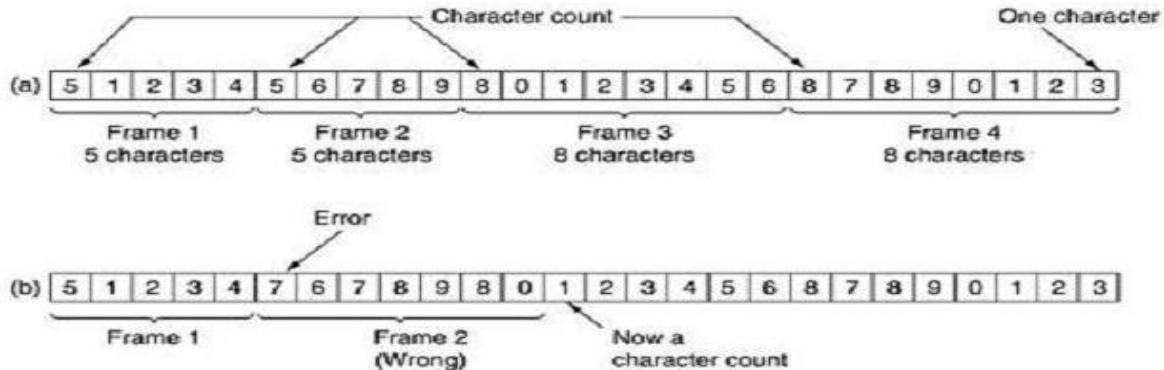 Character count One character
(a) 5 1 2 3 4 5 6 7 8 9 8 0 1 2 3 4 5 6 8 7 8 9 0 1 2 3
Frame 1 Frame 2 Frame 3 Frame 4
5 characters 5 characters 8 characters 8 characters
Error
(b) 5 1 2 3 4 7 6 7 8 9 8 0 1 2 3 4 5 6 8 7 8 9 0 1 2 3
Frame 1 Frame 2 Now a
(Wrong) character count